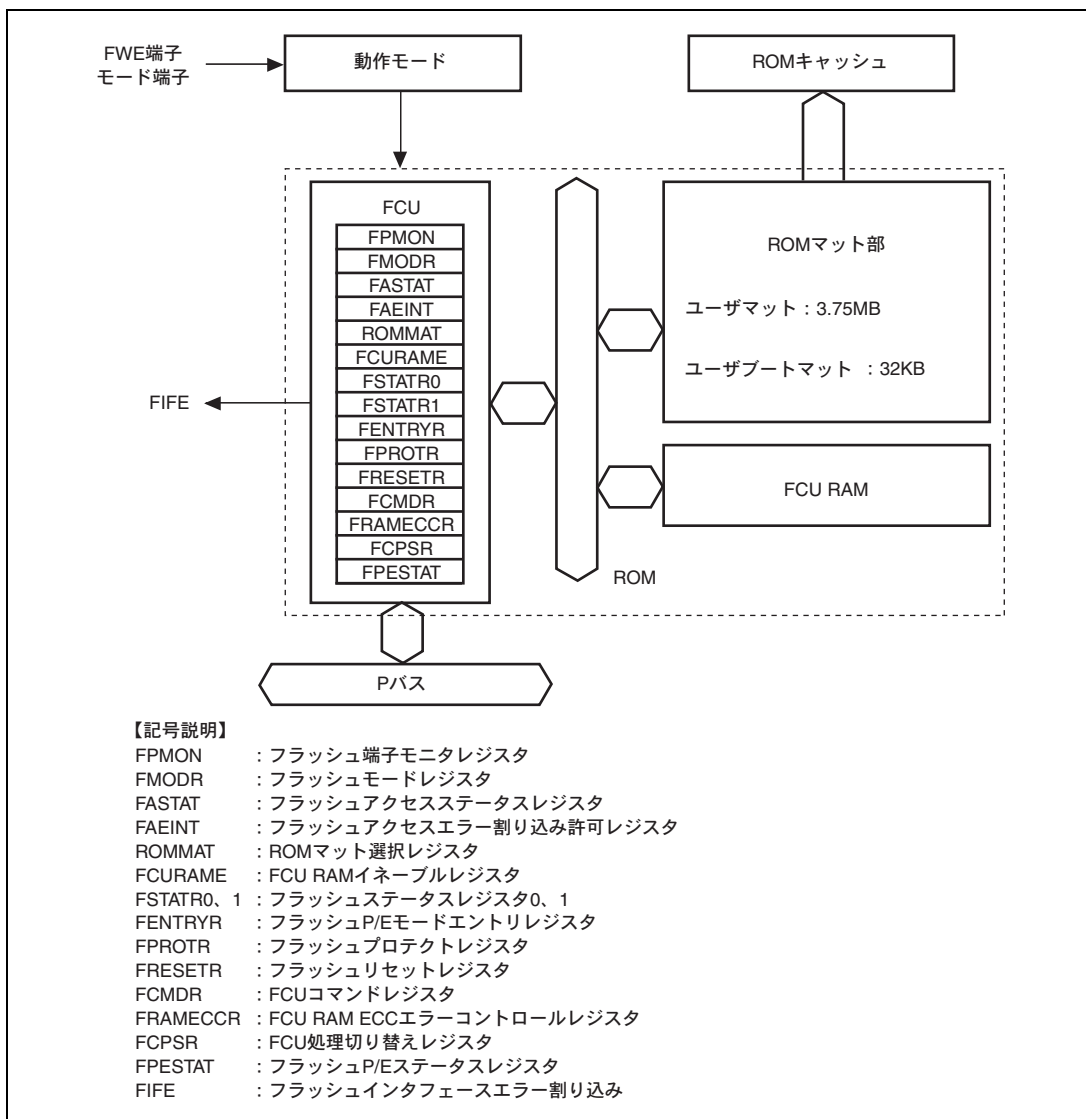 FWE端子
モード端子
動作モード
ROMキャッシュ
FCU
FPMON
FMODR
FASTAT
FAEINT
ROMMAT
FCURAME
FSTATR0
FSTATR1
FENTRYR
FPROTR
FRESETR
FCMDR
FRAMECCR
FCPSR
FPESTAT
FIFE
ROMマット部
ユーザマット：3.75MB
ユーザブートマット ：32KB
FCU RAM
ROM
Pバス
【記号説明】
FPMON ：フラッシュ端子モニタレジスタ
FMODR ：フラッシュモードレジスタ
FASTAT ：フラッシュアクセスステータスレジスタ
FAEINT ：フラッシュアクセスエラー割り込み許可レジスタ
ROMMAT ：ROMマット選択レジスタ
FCURAME ：FCU RAMイネーブルレジスタ
FSTATR0、1 ：フラッシュステータスレジスタ0、1
FENTRYR ：フラッシュP/Eモードエントリレジスタ
FPROTR ：フラッシュプロテクトレジスタ
FRESETR ：フラッシュリセットレジスタ
FCMDR ：FCUコマンドレジスタ
FRAMECCR ：FCU RAM ECCエラーコントロールレジスタ
FCPSR ：FCU処理切り替えレジスタ
FPESTAT ：フラッシュP/Eステータスレジスタ
FIFE ：フラッシュインタフェースエラー割り込み